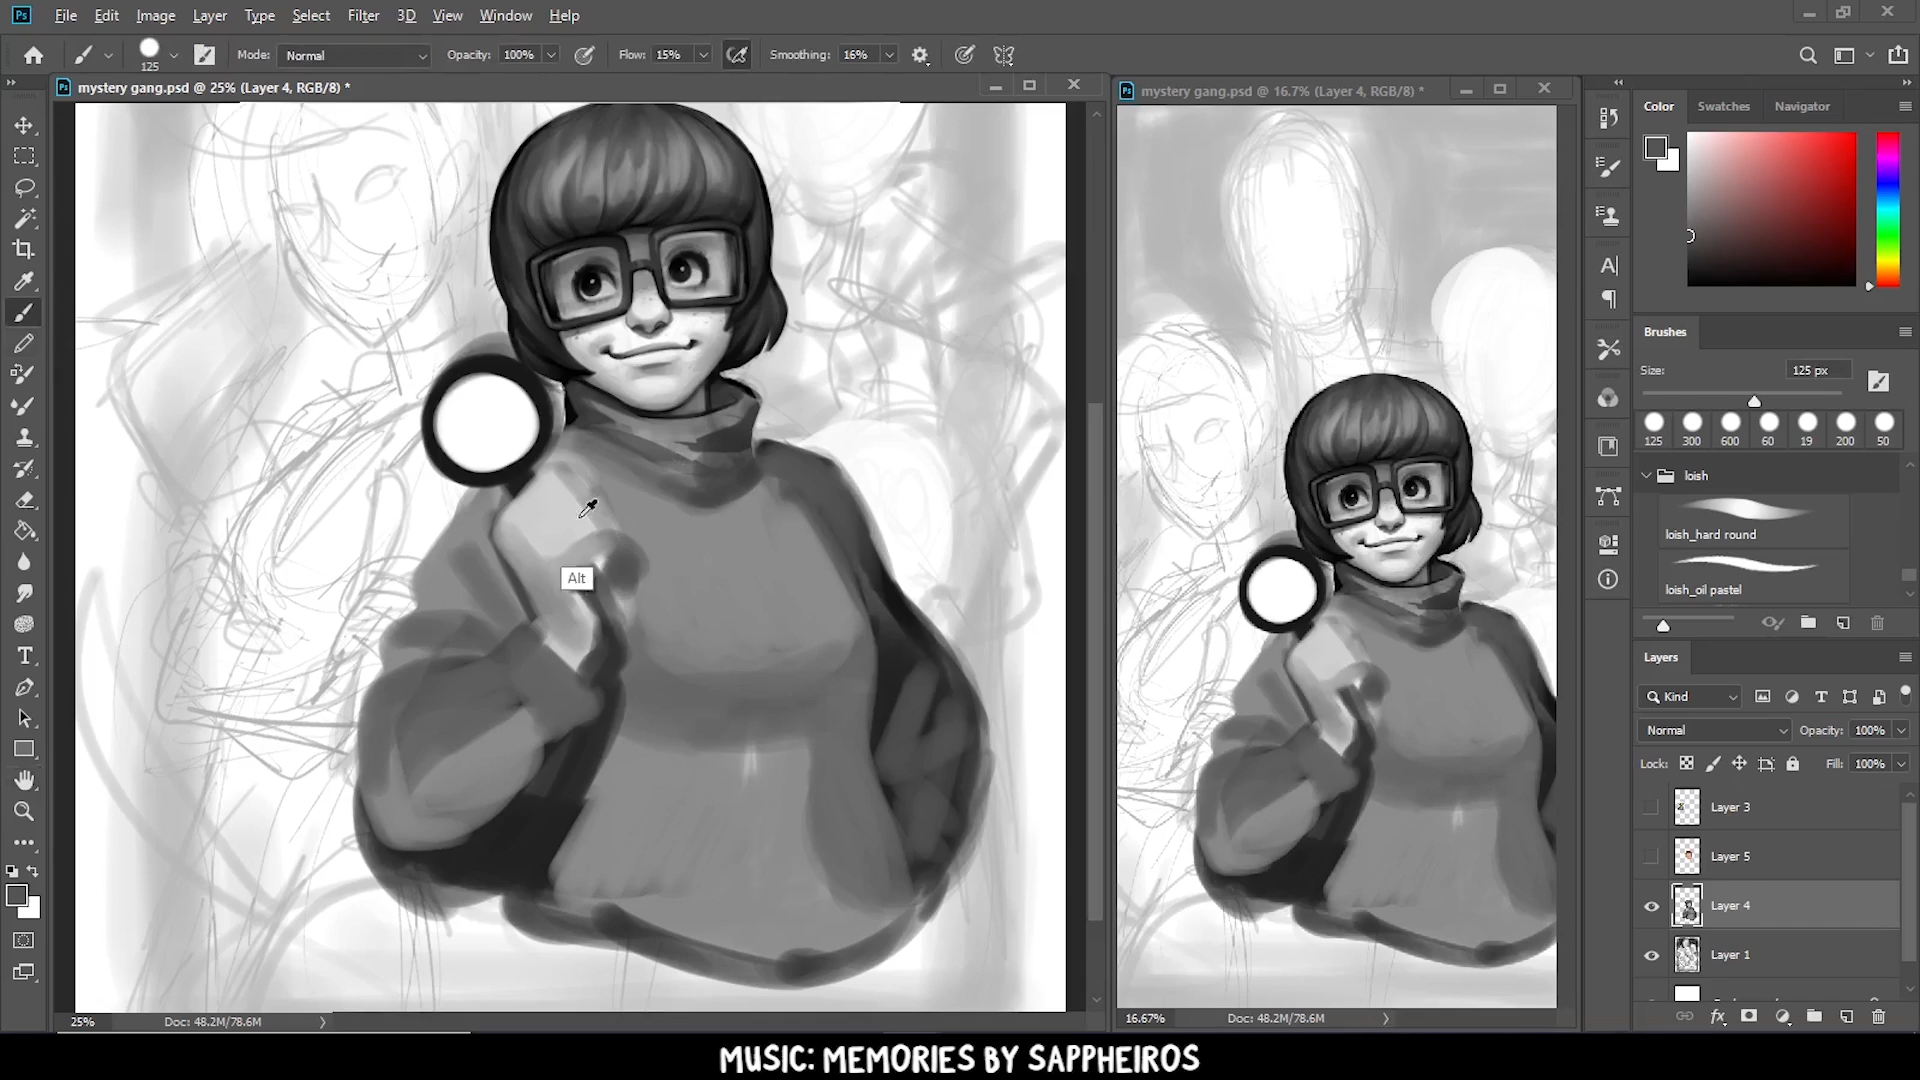 Ps File Edit Image Layer Type Select Filter 3D View Window Help
125 Mode: Normal Opacity: 100% Flow: 15% Smoothing: 16%
Ps mystery gang.psd @ 25% (Layer 4, RGB/8) *
Ps mystery gang.psd @ 16.7% (Layer 4, RGB/8) *
Color Swatches Navigator
Brushes
Size: 125 px
125 300 600 60 19 200 50
loish
loish_hard round
loish_oil pastel
Alt
Layers
Kind
Normal Opacity: 100%
Lock: Fill: 100%
Layer 3
Layer 5
Layer 4
Layer 1
25% Doc: 48.2M/78.6M
16.67% Doc: 48.2M/78.6M
MUSIC: MEMORIES BY SAPPHEIROS